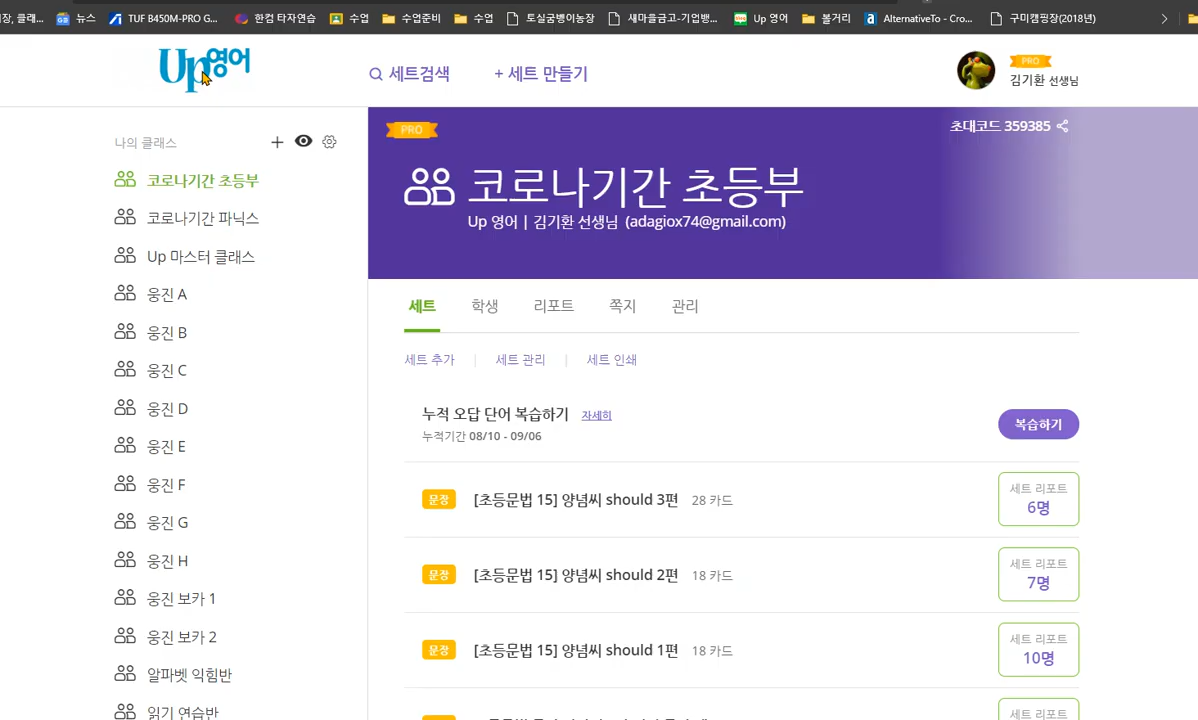 장, 클래...
뉴스
TUF B450M-PRO G...
한컴 타자연습
수업
수업준비
수업
토실굼벵이농장
새마을금고-기업뱅...
Up 영어
볼거리
AlternativeTo - Cro...
구미캠핑장(2018년)
Up영어
세트검색
+ 세트 만들기
PRO
김기환 선생님
나의 클래스
코로나기간 초등부
코로나기간 파닉스
Up 마스터 클래스
웅진 A
웅진 B
웅진 C
웅진 D
웅진 E
웅진 F
웅진 G
웅진 H
웅진 보카 1
웅진 보카 2
알파벳 익힘반
읽기 연습반
PRO
초대코드 359385
코로나기간 초등부
Up 영어 | 김기환 선생님 (adagiox74@gmail.com)
세트 학생 리포트 쪽지 관리
세트 추가 | 세트 관리 | 세트 인쇄
누적 오답 단어 복습하기 자세히
누적기간 08/10 - 09/06
복습하기
문장 [초등문법 15] 양념씨 should 3편 28 카드
세트 리포트
6명
문장 [초등문법 15] 양념씨 should 2편 18 카드
세트 리포트
7명
문장 [초등문법 15] 양념씨 should 1편 18 카드
세트 리포트
10명
세트 리포트